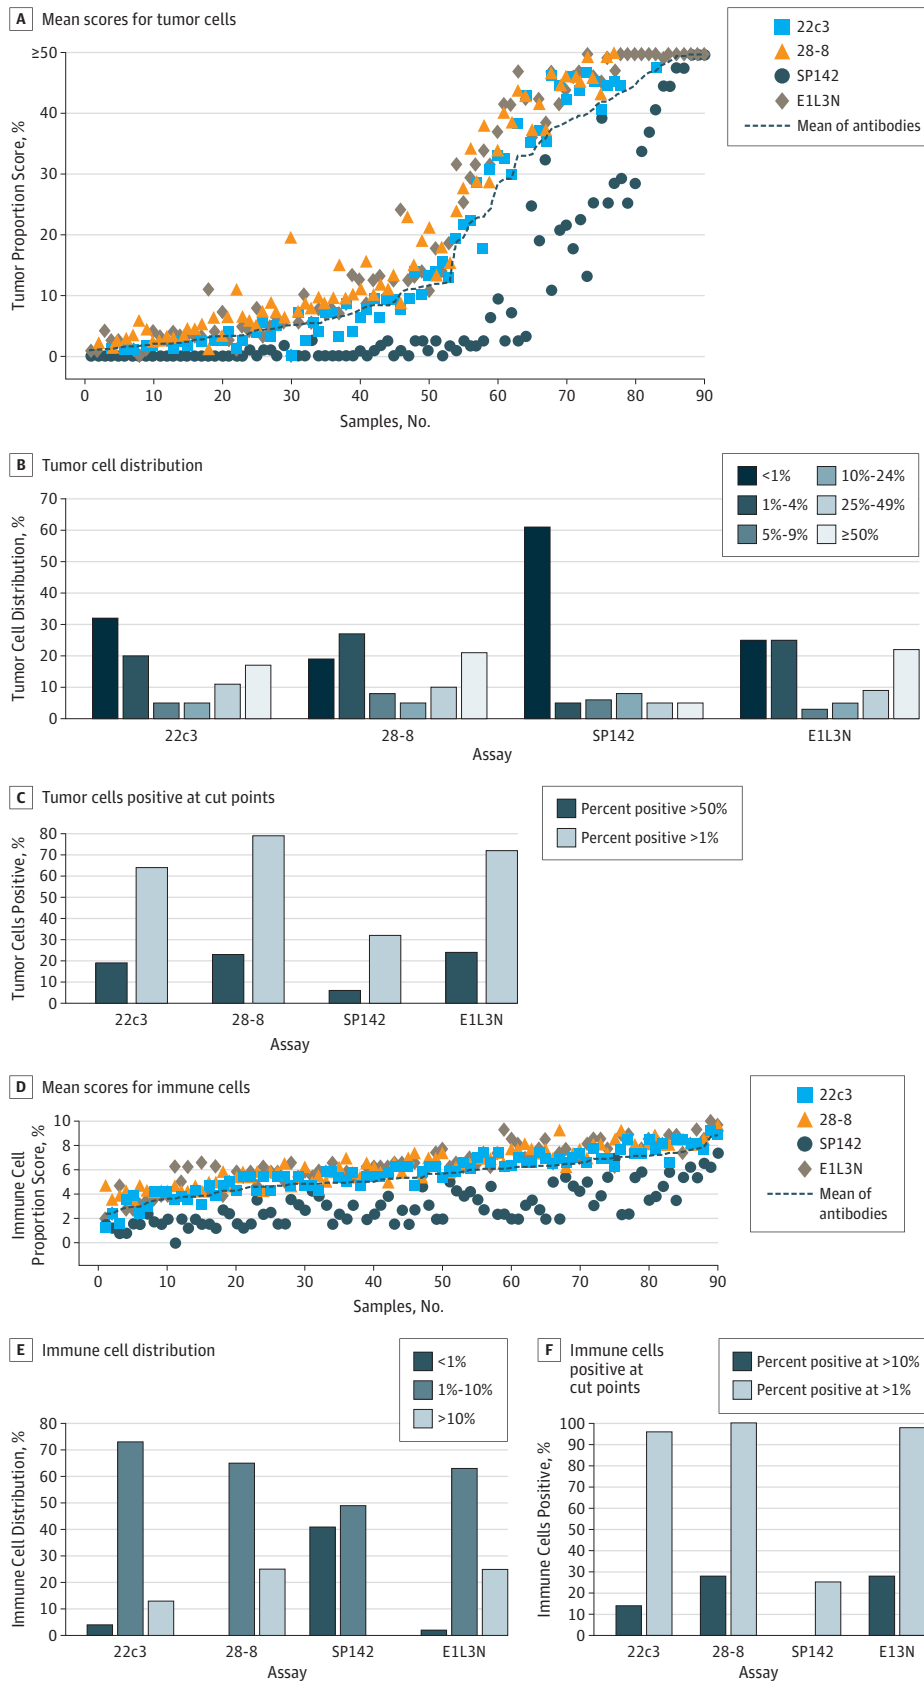 A Mean scores for tumor cells
22c3
28-8
SP142
E1L3N
Mean of antibodies
Tumor Proportion Score, %
≥50
40
30
20
10
0
0 10 20 30 40 50 60 70 80 90
Samples, No.
B Tumor cell distribution
<1% 10%-24%
1%-4% 25%-49%
5%-9% ≥50%
Tumor Cell Distribution, %
70
60
50
40
30
20
10
0
22c3 28-8 SP142 E1L3N
Assay
C Tumor cells positive at cut points
Percent positive >50%
Percent positive >1%
Tumor Cells Positive, %
80
70
60
50
40
30
20
10
0
22c3 28-8 SP142 E1L3N
Assay
D Mean scores for immune cells
22c3
28-8
SP142
E1L3N
Mean of
antibodies
Immune Cell
Proportion Score, %
10
8
6
4
2
0
0 10 20 30 40 50 60 70 80 90
Samples, No.
E Immune cell distribution
<1%
1%-10%
>10%
Immune Cell Distribution, %
80
70
60
50
40
30
20
10
0
22c3 28-8 SP142 E1L3N
Assay
F Immune cells
positive at
cut points
Percent positive at >10%
Percent positive at >1%
Immune Cells Positive, %
100
90
80
70
60
50
40
30
20
10
0
22c3 28-8 SP142 E13N
Assay